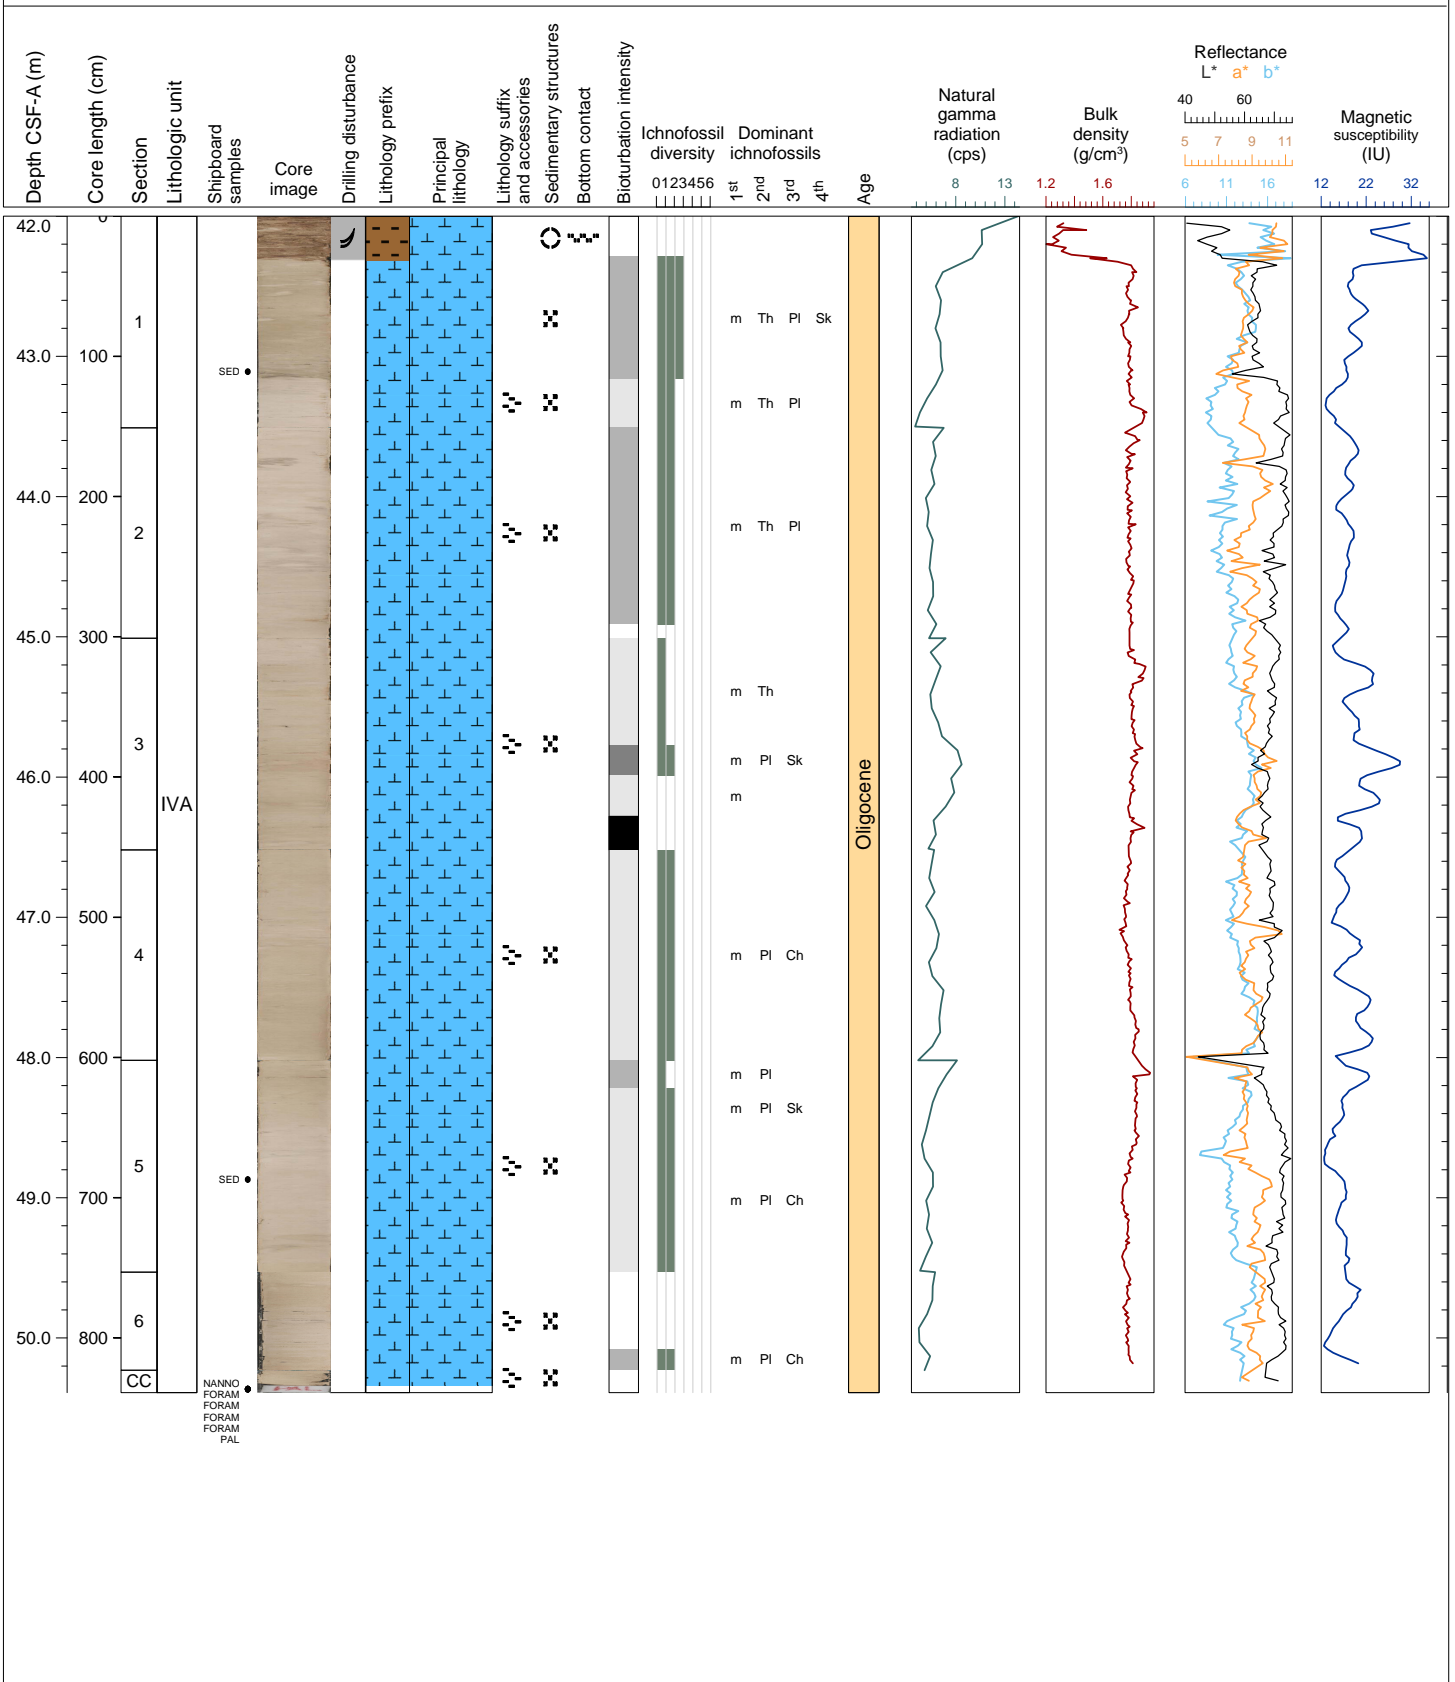 Depth CSF-A (m)
Core length (cm)
Section
Lithologic unit
Shipboard
samples
Core
image
Drilling disturbance
Lithology prefix
Principal
lithology
Lithology suffix
and accessories
Sedimentary structures
Bottom contact
Bioturbation intensity
Ichnofossil
diversity
0123456
Dominant
ichnofossils
1st 2nd 3rd 4th
Age
Natural
gamma
radiation
(cps)
8 13
Bulk
density
(g/cm³)
1.2 1.6
Reflectance
L* a* b*
40 60
5 7 9 11
6 11 16
Magnetic
susceptibility
(IU)
12 22 32
42.0 0
1 m Th Pl Sk
43.0 100
SED
m Th Pl
44.0 200
2 m Th Pl
45.0 300
m Th
3
m Pl Sk
46.0 400
m
IVA
Oligocene
47.0 500
4 m Pl Ch
48.0 600
m Pl
m Pl Sk
5
SED
49.0 700
m Pl Ch
6
50.0 800
m Pl Ch
CC
NANNO
FORAM
FORAM
FORAM
FORAM
PAL